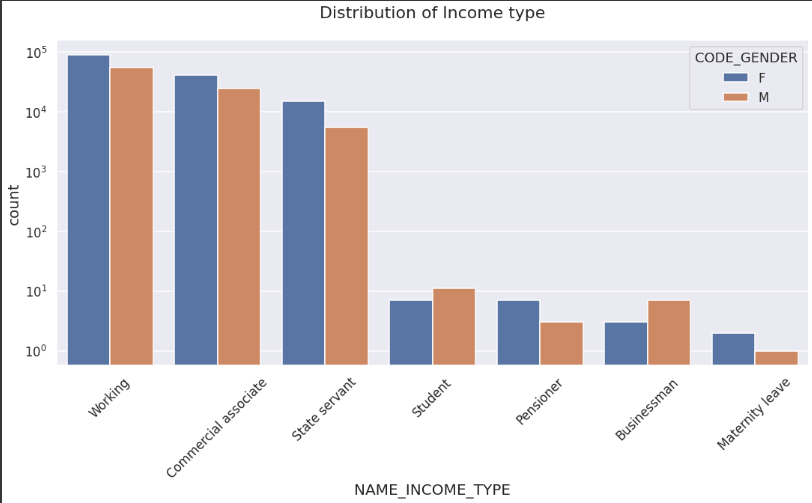 Distribution of Income type
CODE_GENDER
F
M
10⁵
10⁴
10³
10²
10¹
10⁰
count
Working
Commercial associate
State servant
Student
Pensioner
Businessman
Maternity leave
NAME_INCOME_TYPE